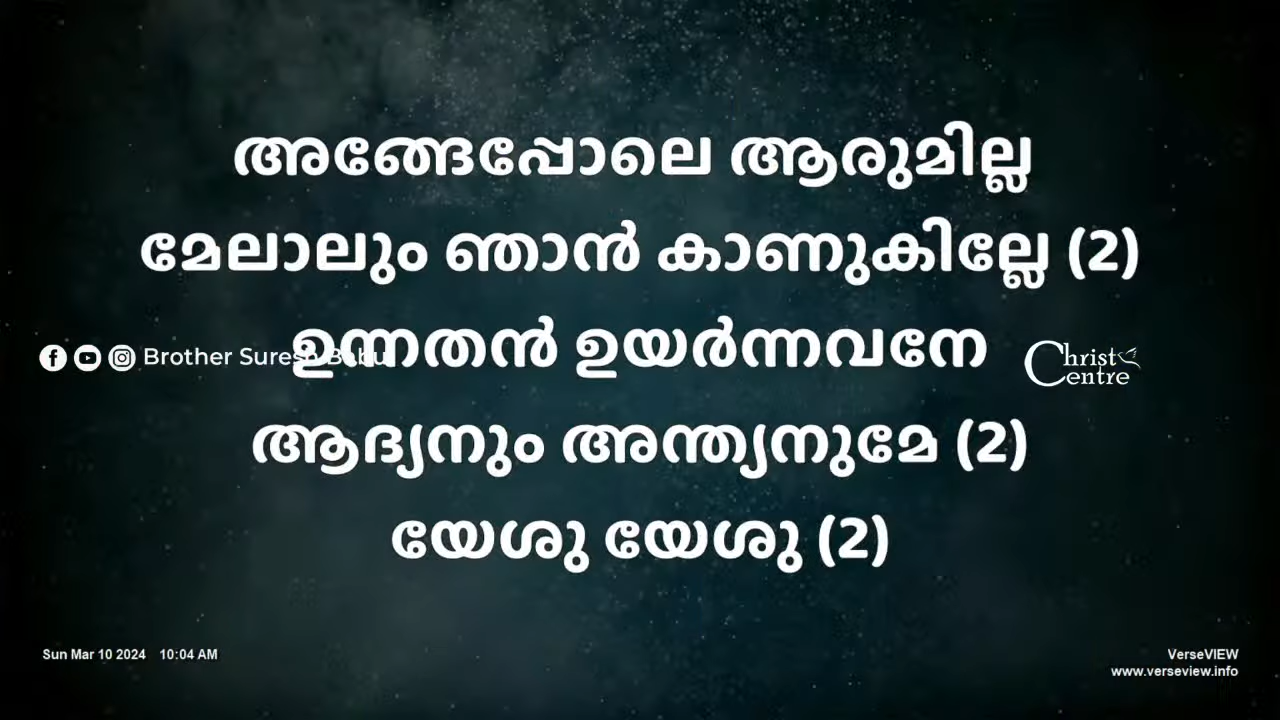 അങ്ങേപ്പോലെ ആരുമില്ല
മേലാലും ഞാൻ കാണുകില്ലേ (2)
ഉന്നതൻ ഉയർന്നവനേ
Brother Suresh Babu
Christ
Centre
ആദ്യനും അന്ത്യനുമേ (2)
യേശു യേശു (2)
Sun Mar 10 2024 10:04 AM
VerseVIEW
www.verseview.info